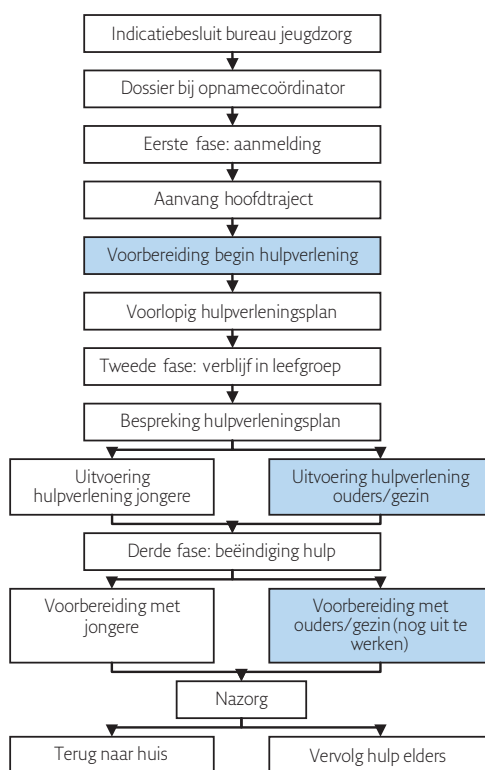 Indicatiebesluit bureau jeugdzorg
Dossier bij opnamecoördinator
Eerste fase: aanmelding
Aanvang hoofdtraject
Voorbereiding begin hulpverlening
Voorlopig hulpverleningsplan
Tweede fase: verblijf in leefgroep
Bespreking hulpverleningsplan
Uitvoering
hulpverlening jongere
Uitvoering hulpverlening
ouders/gezin
Derde fase: beëindiging hulp
Voorbereiding met
jongere
Voorbereiding met
ouders/gezin (nog uit te
werken)
Nazorg
Terug naar huis
Vervolg hulp elders